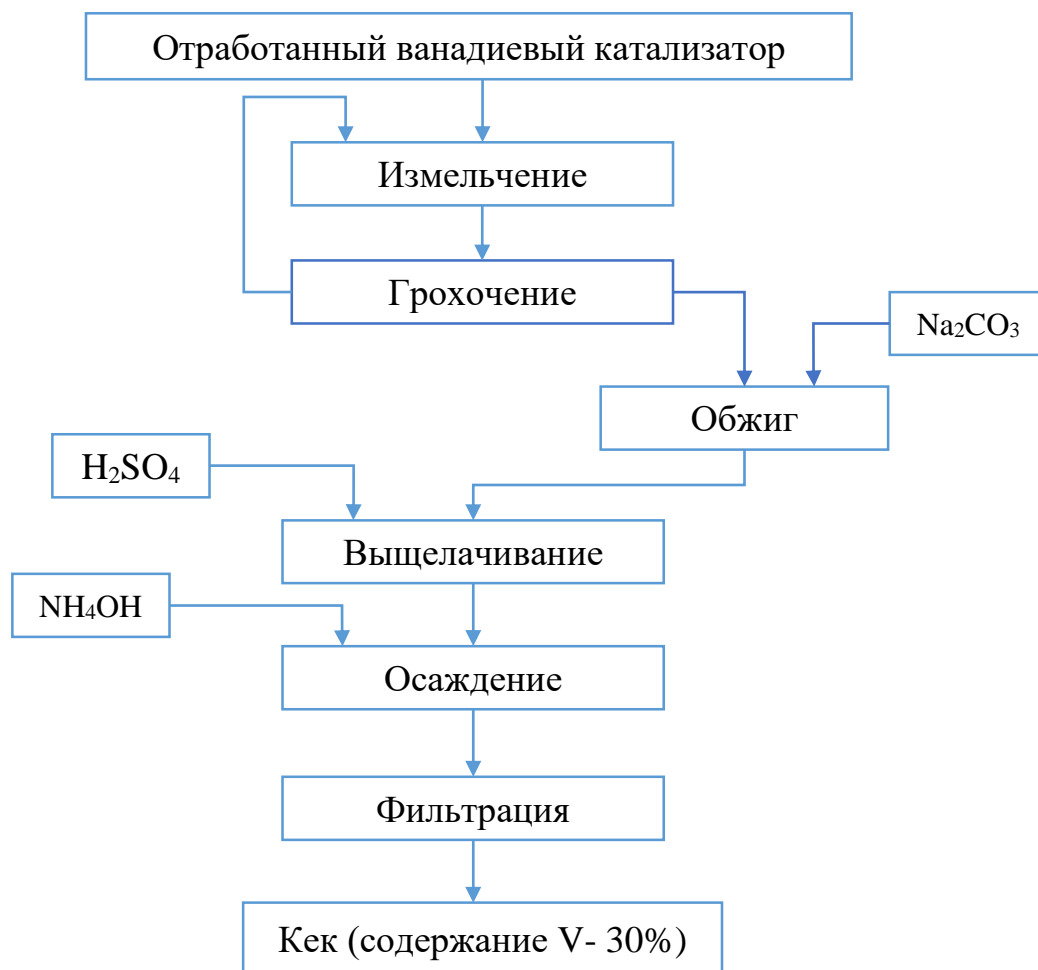 Отработанный ванадиевый катализатор
Измельчение
Грохочение
Na₂CO₃
Обжиг
H₂SO₄
Выщелачивание
NH₄OH
Осаждение
Фильтрация
Кек (содержание V- 30%)